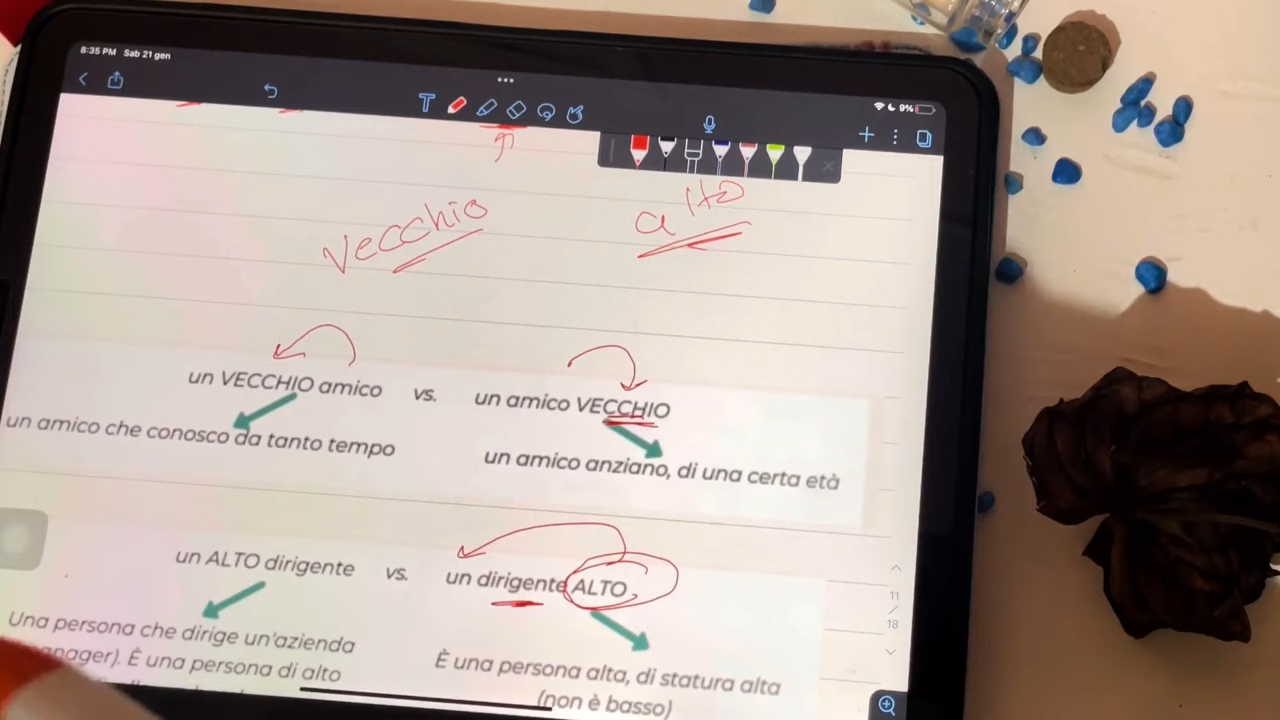 8:35 PM Sab 21 gen
9%
T
vecchio
alto
un VECCHIO amico vs. un amico VECCHIO
un amico che conosco da tanto tempo
un amico anziano, di una certa età
un ALTO dirigente vs. un dirigente ALTO
Una persona che dirige un'azienda
È una persona di alto
È una persona alta, di statura alta
(non è basso)
11
/
18